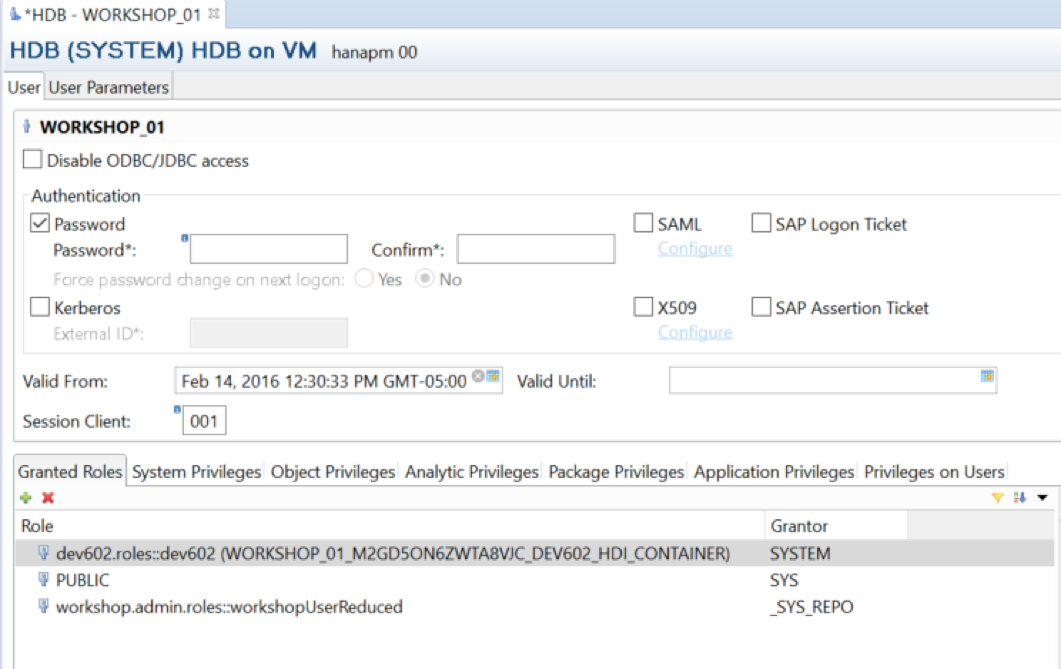 *HDB - WORKSHOP_01
HDB (SYSTEM) HDB on VM hanapm 00
User User Parameters
WORKSHOP_01
Disable ODBC/JDBC access
Authentication
Password SAML SAP Logon Ticket
Password*: Confirm*: Configure
Force password change on next logon: Yes No
Kerberos X509 SAP Assertion Ticket
External ID*: Configure
Valid From: Feb 14, 2016 12:30:33 PM GMT-05:00 Valid Until:
Session Client: 001
Granted Roles System Privileges Object Privileges Analytic Privileges Package Privileges Application Privileges Privileges on Users
Role Grantor
dev602.roles::dev602 (WORKSHOP_01_M2GD5ON6ZWTA8VJC_DEV602_HDI_CONTAINER) SYSTEM
PUBLIC SYS
workshop.admin.roles::workshopUserReduced _SYS_REPO